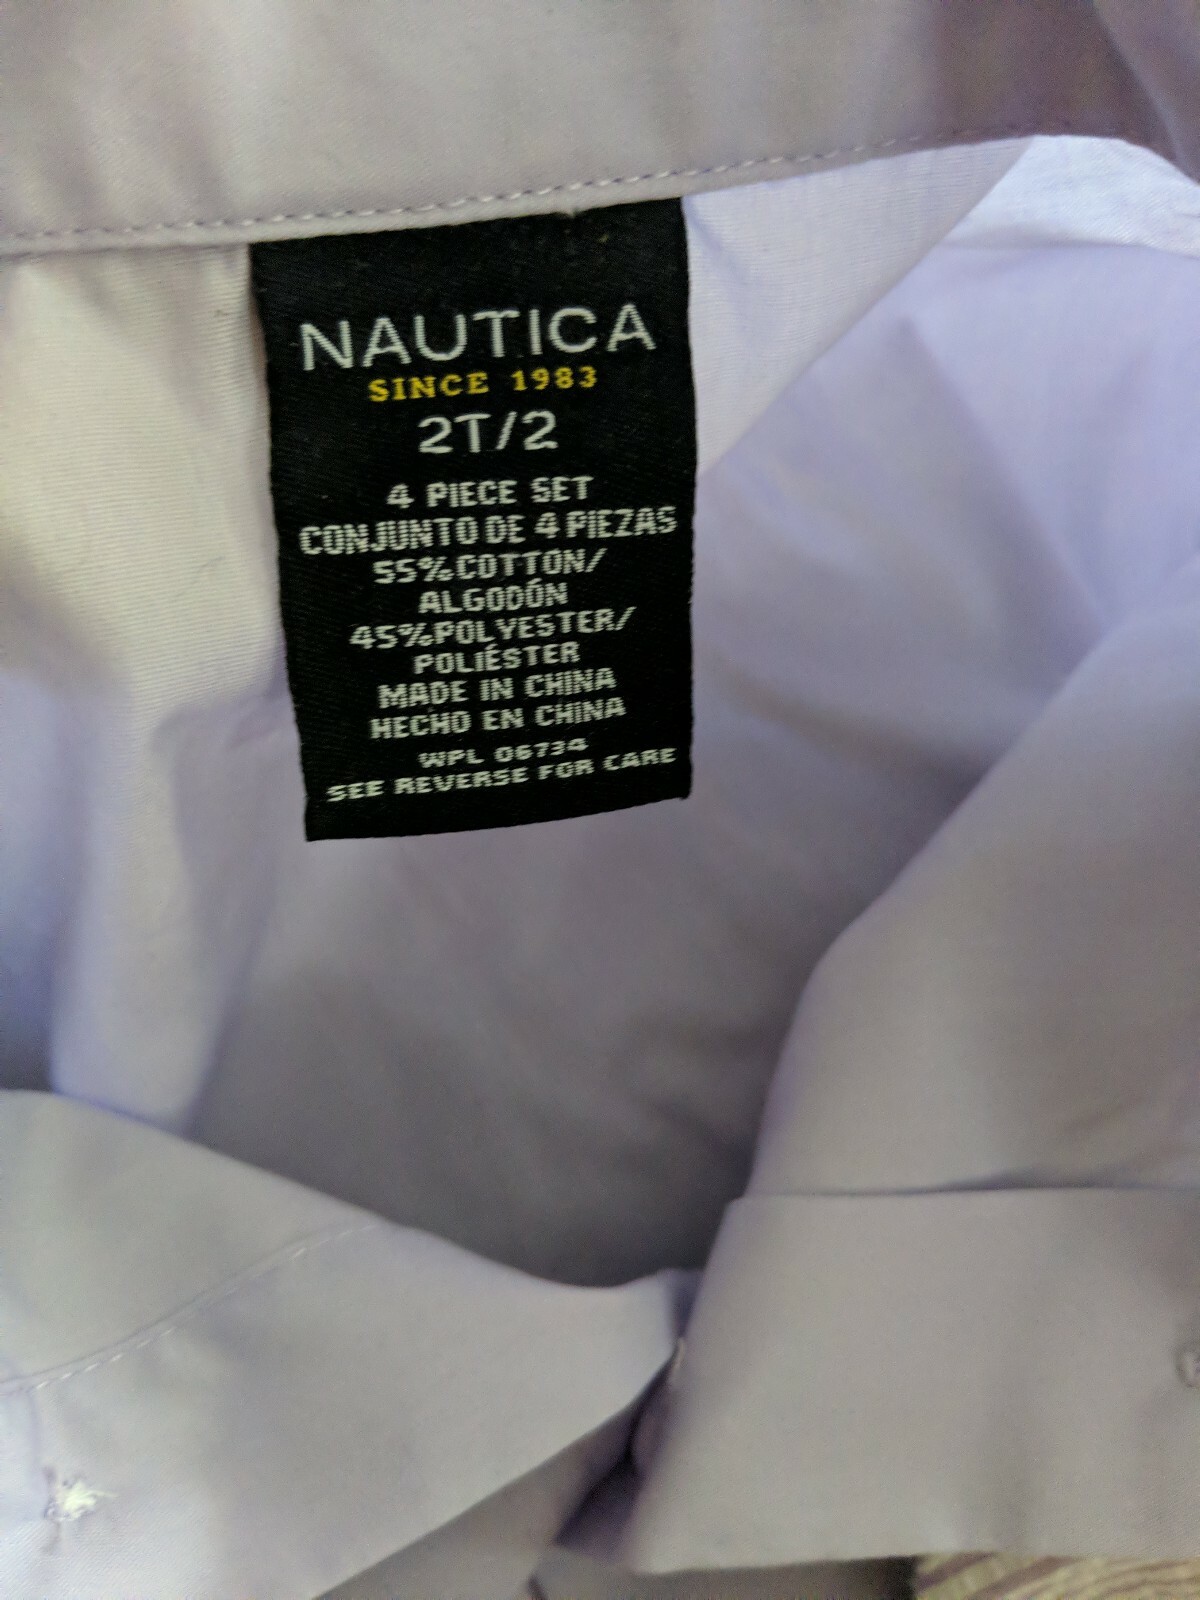 NAUTICA
SINCE 1983
2T/2
4 PIECE SET
CONJUNTO DE 4 PIEZAS
55% COTTON/
ALGODÓN
45% POLYESTER/
POLIÉSTER
MADE IN CHINA
HECHO EN CHINA
WPL 06734
SEE REVERSE FOR CARE